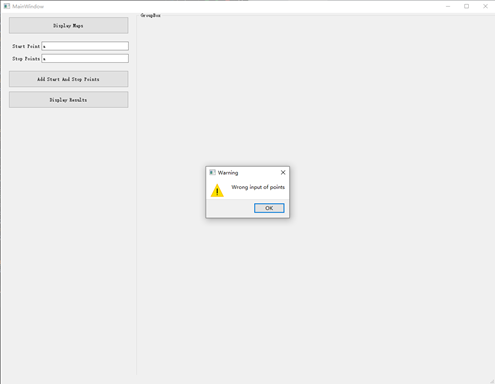 MainWindow
Display Maps
GroupBox
Start Point a
Stop Points a
Add Start And Stop Points
Display Results
Warning
Wrong input of points
OK